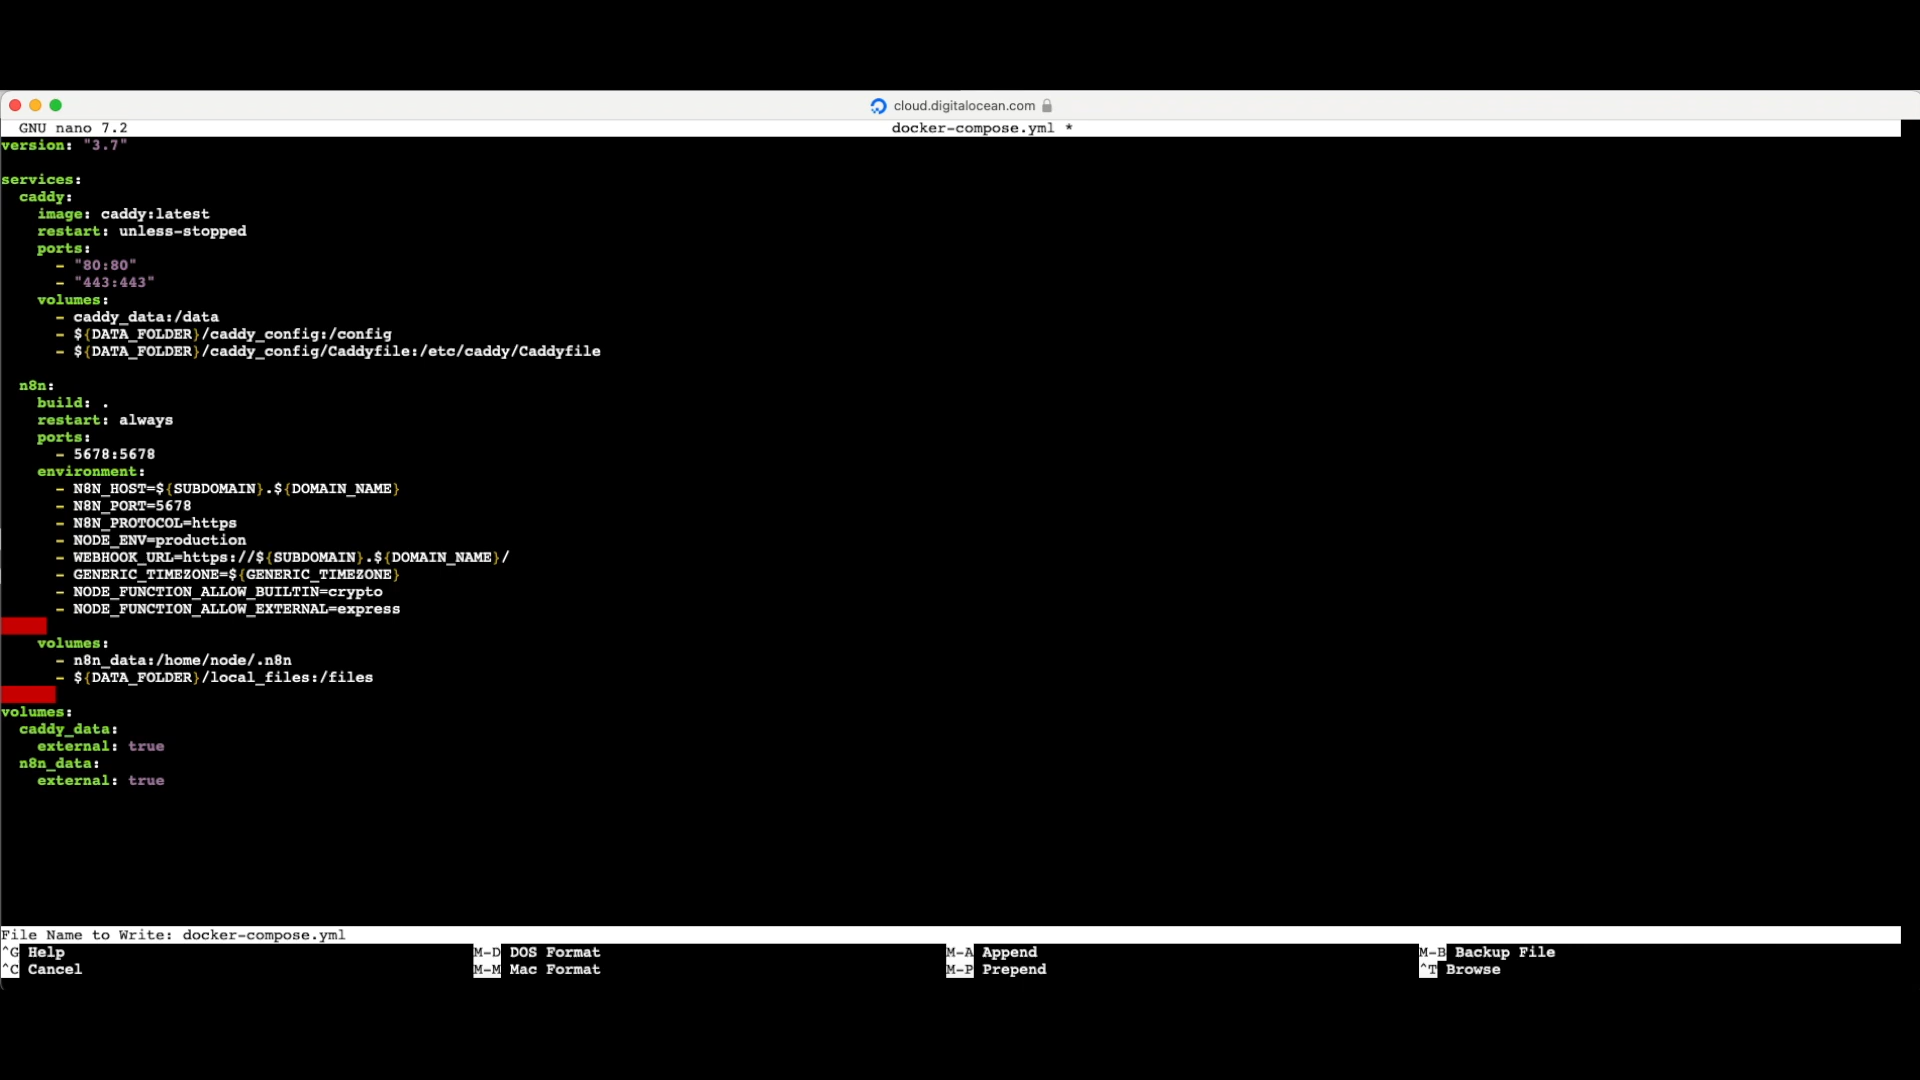 cloud.digitalocean.com
GNU nano 7.2 docker-compose.yml *
version: "3.7"
services:
  caddy:
    image: caddy:latest
    restart: unless-stopped
    ports:
      - "80:80"
      - "443:443"
    volumes:
      - caddy_data:/data
      - ${DATA_FOLDER}/caddy_config:/config
      - ${DATA_FOLDER}/caddy_config/Caddyfile:/etc/caddy/Caddyfile
  n8n:
    build: .
    restart: always
    ports:
      - 5678:5678
    environment:
      - N8N_HOST=${SUBDOMAIN}.${DOMAIN_NAME}
      - N8N_PORT=5678
      - N8N_PROTOCOL=https
      - NODE_ENV=production
      - WEBHOOK_URL=https://${SUBDOMAIN}.${DOMAIN_NAME}/
      - GENERIC_TIMEZONE=${GENERIC_TIMEZONE}
      - NODE_FUNCTION_ALLOW_BUILTIN=crypto
      - NODE_FUNCTION_ALLOW_EXTERNAL=express
    volumes:
      - n8n_data:/home/node/.n8n
      - ${DATA_FOLDER}/local_files:/files
volumes:
  caddy_data:
    external: true
  n8n_data:
    external: true
File Name to Write: docker-compose.yml
^G Help M-D DOS Format M-A Append M-B Backup File
^C Cancel M-M Mac Format M-P Prepend ^T Browse